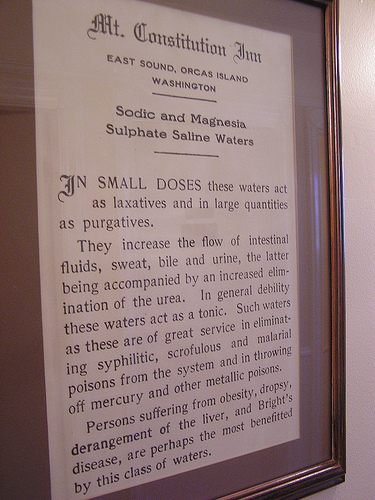 Mt. Constitution Inn
EAST SOUND, ORCAS ISLAND
WASHINGTON
Sodic and Magnesia
Sulphate Saline Waters
IN SMALL DOSES these waters act
as laxatives and in large quantities
as purgatives.
They increase the flow of intestinal
fluids, sweat, bile and urine, the latter
being accompanied by an increased elim-
ination of the urea. In general debility
these waters act as a tonic. Such waters
as these are of great service in eliminat-
ing syphilitic, scrofulous and malarial
poisons from the system and in throwing
off mercury and other metallic poisons.
Persons suffering from obesity, dropsy,
derangement of the liver, and Bright's
disease, are perhaps the most benefitted
by this class of waters.